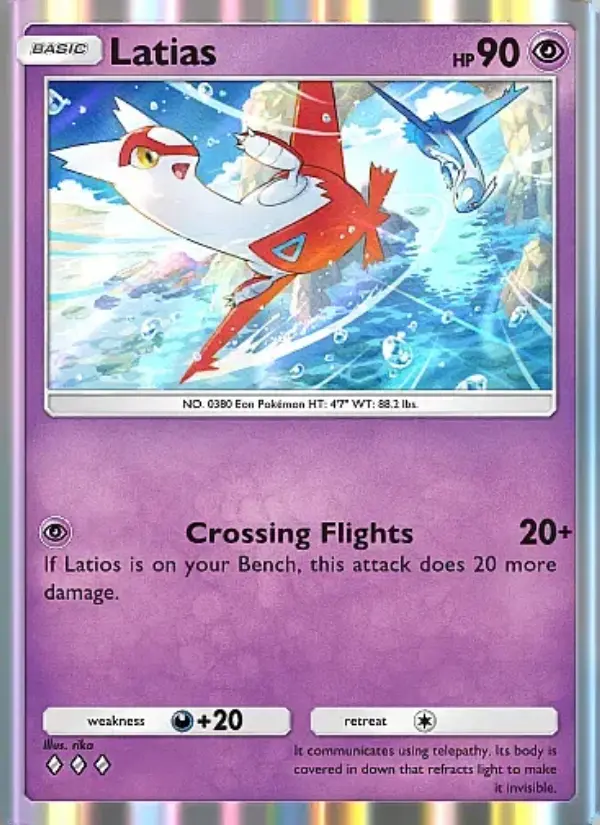 BASIC Latias HP 90
NO. 0380 Eon Pokémon HT: 4'7" WT: 88.2 lbs.
Crossing Flights 20+
If Latios is on your Bench, this attack does 20 more
damage.
weakness +20 retreat
Illus. rika
It communicates using telepathy. Its body is
covered in down that refracts light to make
it invisible.